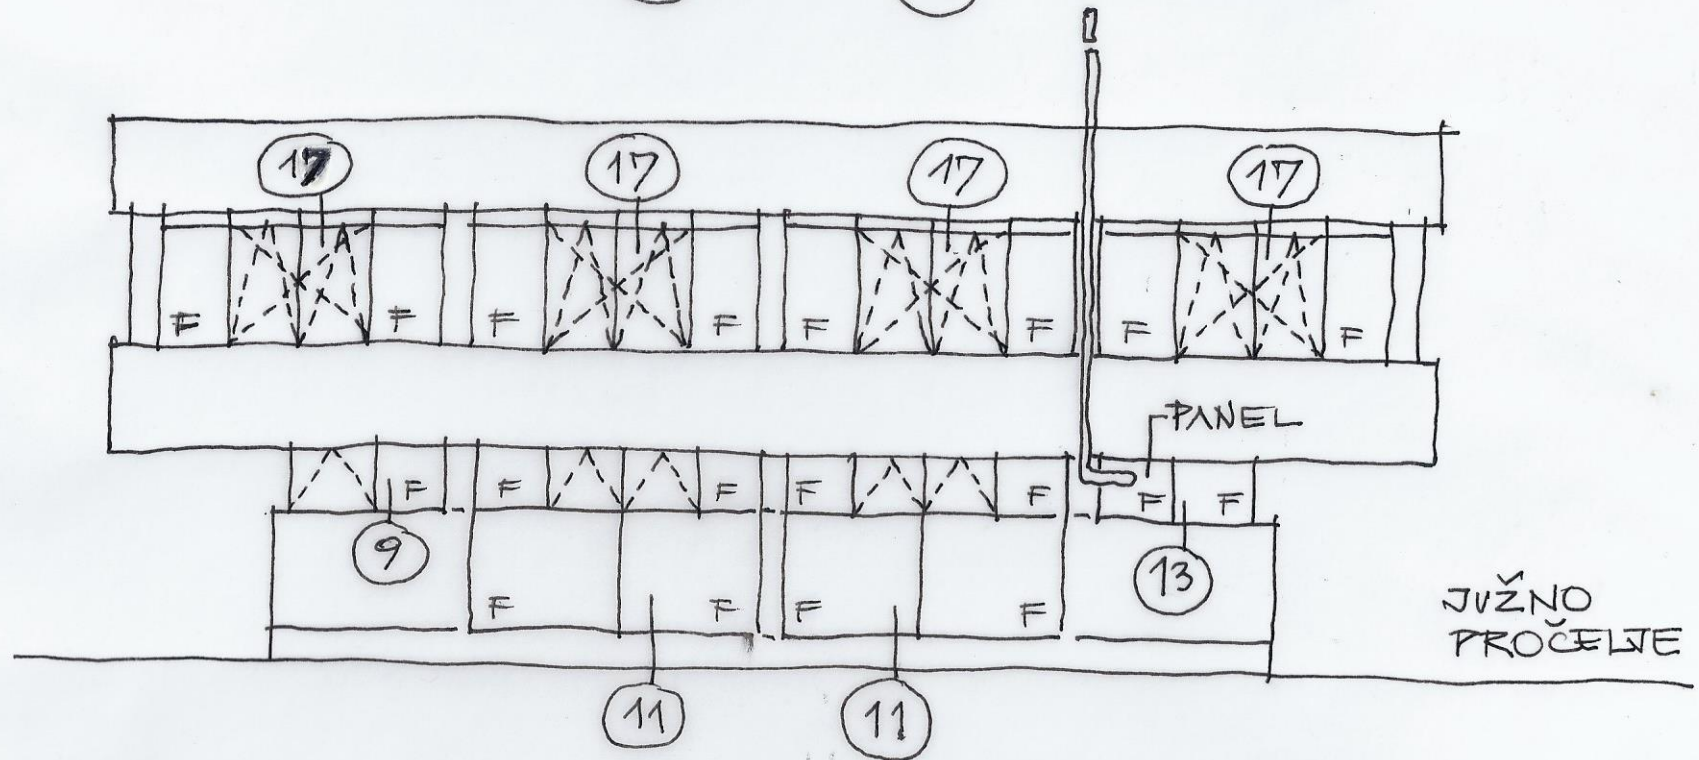 17 17 17 17
F F F F F F F F
PANEL
F F F F F F F
9
13
F F F F
11 11
JUŽNO
PROČELJE